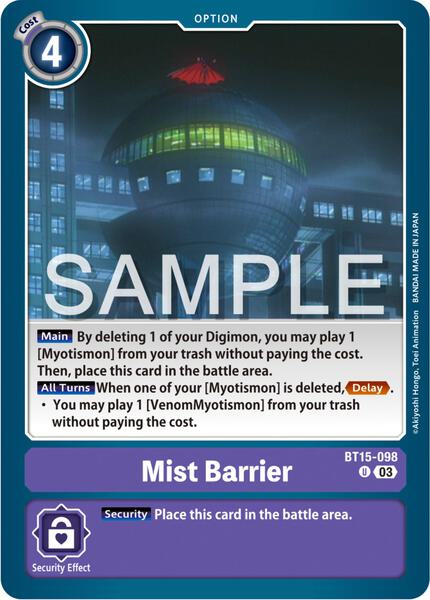 OPTION
Cost
4
SAMPLE
Main By deleting 1 of your Digimon, you may play 1
[Myotismon] from your trash without paying the cost.
Then, place this card in the battle area.
All Turns When one of your [Myotismon] is deleted, Delay.
• You may play 1 [VenomMyotismon] from your trash
without paying the cost.
©Akiyoshi Hongo, Toei Animation BANDAI MADE IN JAPAN
BT15-098
Mist Barrier
U 03
Security Place this card in the battle area.
Security Effect